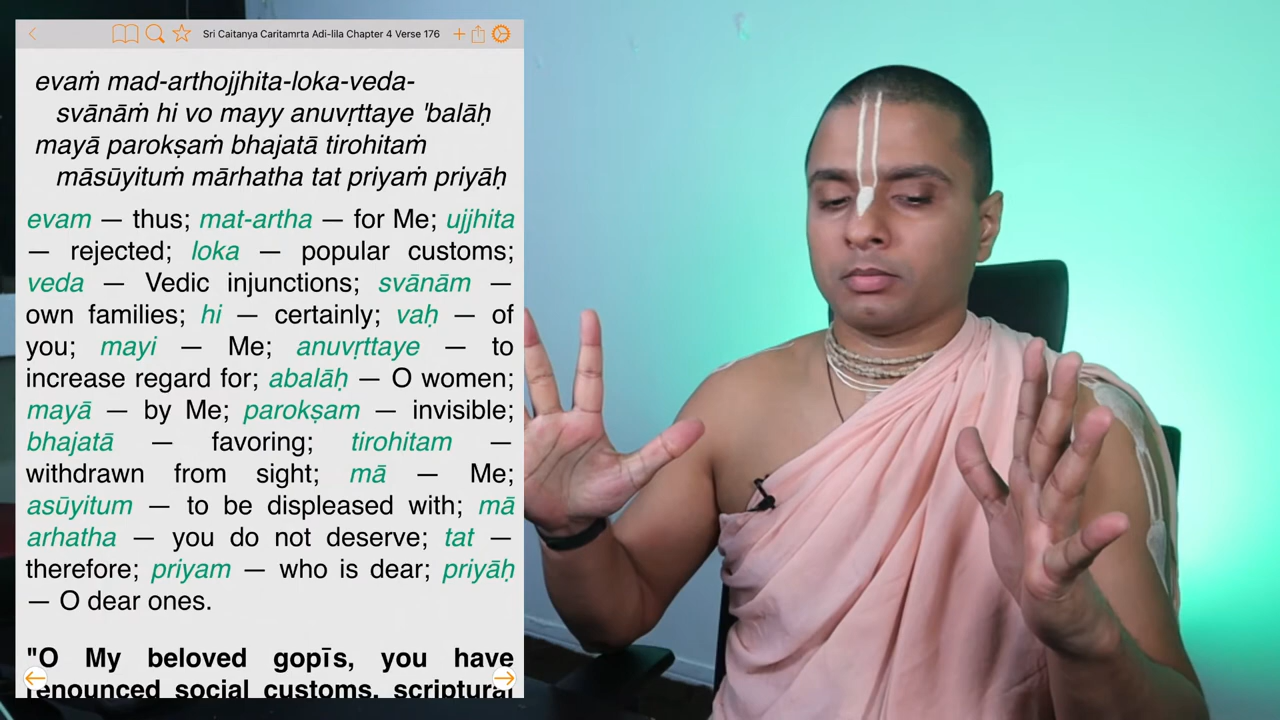 Sri Caitanya Caritamrta Adi-lila Chapter 4 Verse 176
evaṁ mad-arthojjhita-loka-veda-
svānāṁ hi vo mayy anuvṛttaye 'balāḥ
mayā parokṣaṁ bhajatā tirohitaṁ
māsūyituṁ mārhatha tat priyaṁ priyāḥ
evam — thus; mat-artha — for Me; ujjhita
— rejected; loka — popular customs;
veda — Vedic injunctions; svānām —
own families; hi — certainly; vaḥ — of
you; mayi — Me; anuvṛttaye — to
increase regard for; abalāḥ — O women;
mayā — by Me; parokṣam — invisible;
bhajatā — favoring; tirohitam —
withdrawn from sight; mā — Me;
asūyitum — to be displeased with; mā
arhatha — you do not deserve; tat —
therefore; priyam — who is dear; priyāḥ
— O dear ones.
"O My beloved gopīs, you have
renounced social customs, scriptural